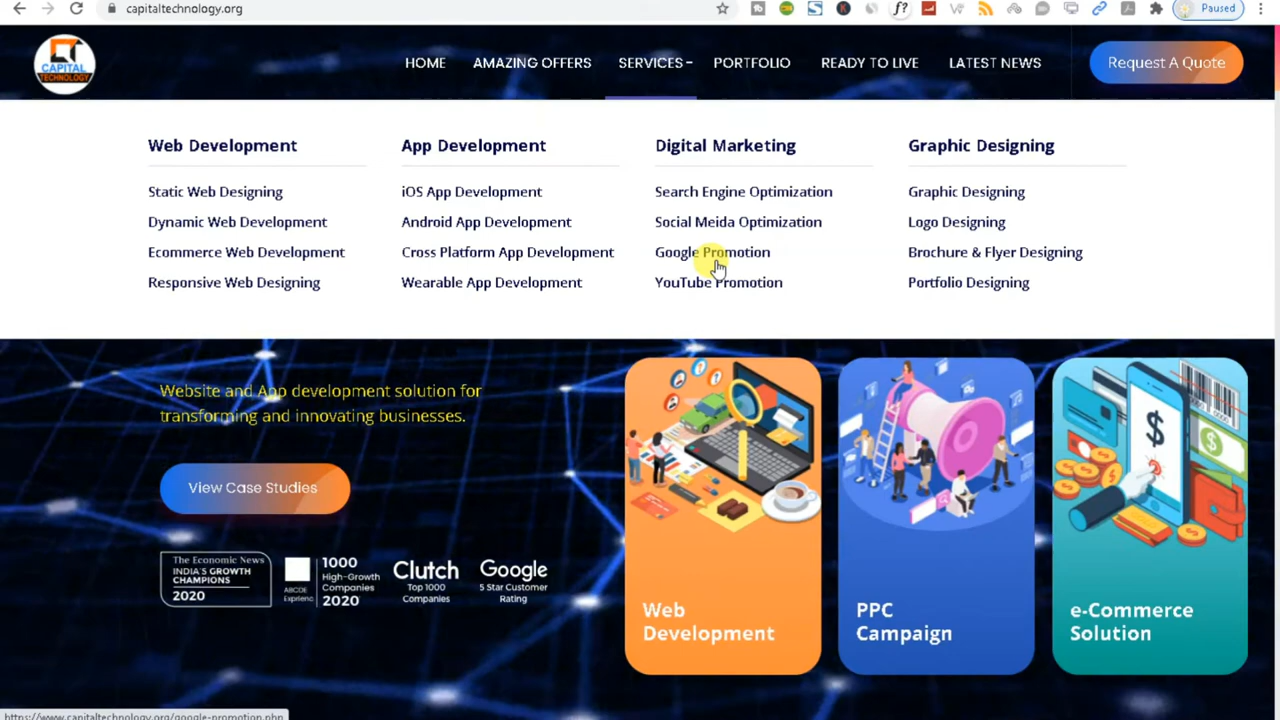 capitaltechnology.org
Paused
CAPITAL
TECHNOLOGY
HOME AMAZING OFFERS SERVICES PORTFOLIO READY TO LIVE LATEST NEWS Request A Quote
Web Development App Development Digital Marketing Graphic Designing
Static Web Designing iOS App Development Search Engine Optimization Graphic Designing
Dynamic Web Development Android App Development Social Meida Optimization Logo Designing
Ecommerce Web Development Cross Platform App Development Google Promotion Brochure & Flyer Designing
Responsive Web Designing Wearable App Development YouTube Promotion Portfolio Designing
Website and App development solution for
transforming and innovating businesses.
View Case Studies
The Economic News
INDIA'S GROWTH
CHAMPIONS
2020
ABCDE
Exprienc
1000
High-Growth
Companies
2020
Clutch
Top 1000
Companies
Google
5 Star Customer
Rating
Web
Development
PPC
Campaign
e-Commerce
Solution
https://www.capitaltechnology.org/google-promotion.php